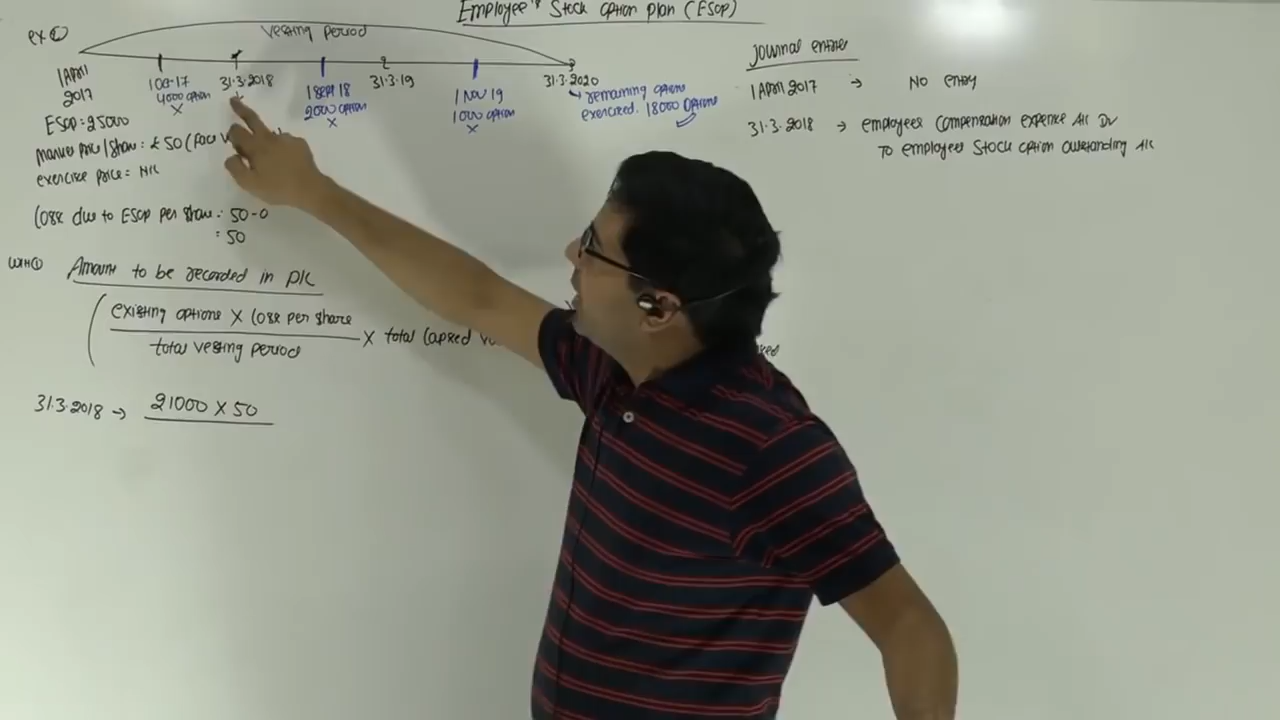 Employee's Stock Option Plan (ESOP)
ex ①
Vesting period
1 April
2017
1 Oct-17
4000 option
X
31.3.2018
1 Sept 18
2000 option
X
31.3.19
1 Nov 19
1000 option
X
31.3.2020
remaining options
exercised. 18000 options
ESOP = 25000
market price/share: ₹ 50 (Face
exercise price = NIL
Loss due to ESOP per share: 50-0
= 50
WN ① Amount to be recorded in P/L
existing options X loss per share
total vesting period
X total lapsed
31.3.2018 → 21000 X 50
Journal entries
1 April 2017 → No entry
31.3.2018 → employees compensation expense A/c Dr
To employees stock option outstanding A/c